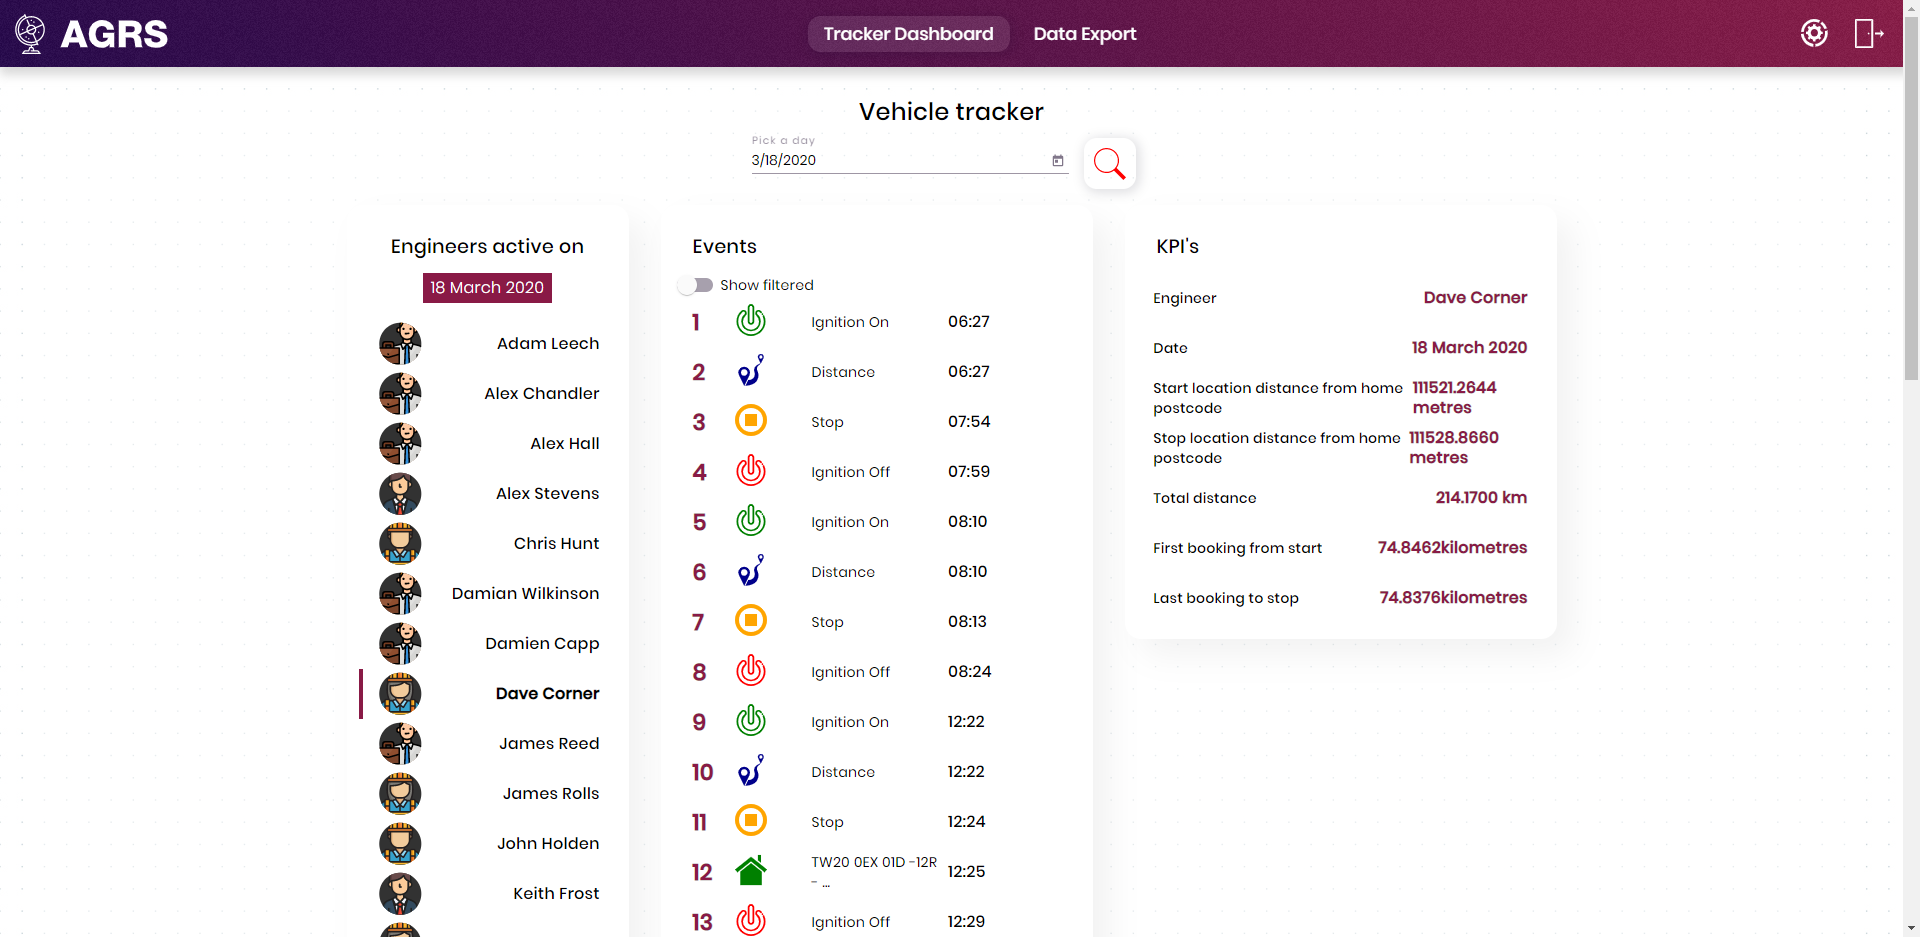 AGRS
Tracker Dashboard
Data Export
Vehicle tracker
Pick a day
3/18/2020
Engineers active on
18 March 2020
Adam Leech
Alex Chandler
Alex Hall
Alex Stevens
Chris Hunt
Damian Wilkinson
Damien Capp
Dave Corner
James Reed
James Rolls
John Holden
Keith Frost
Events
Show filtered
1 Ignition On 06:27
2 Distance 06:27
3 Stop 07:54
4 Ignition Off 07:59
5 Ignition On 08:10
6 Distance 08:10
7 Stop 08:13
8 Ignition Off 08:24
9 Ignition On 12:22
10 Distance 12:22
11 Stop 12:24
12 TW20 0EX 01D -12R 12:25
- ...
13 Ignition Off 12:29
KPI's
Engineer Dave Corner
Date 18 March 2020
Start location distance from home 111521.2644
postcode metres
Stop location distance from home 111528.8660
postcode metres
Total distance 214.1700 km
First booking from start 74.8462kilometres
Last booking to stop 74.8376kilometres